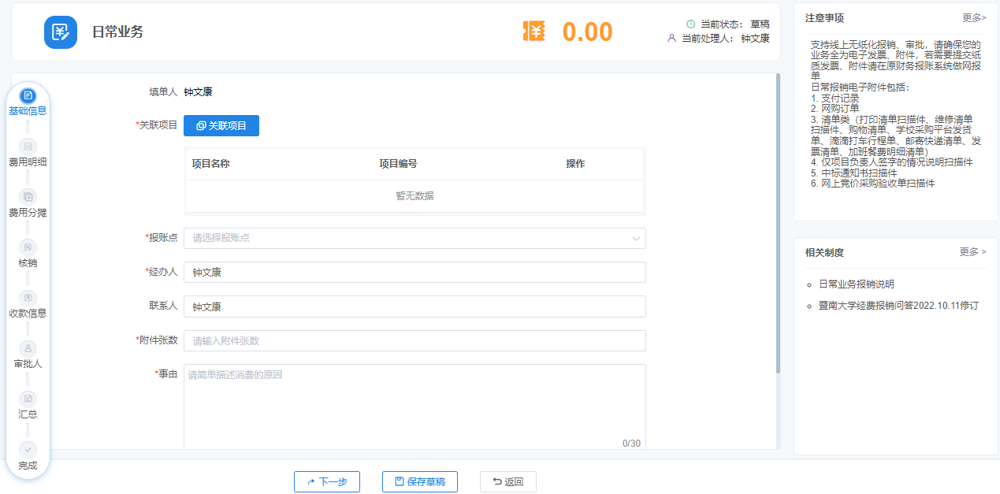 日常业务
0.00
当前状态： 草稿
当前处理人： 钟文康
基础信息
费用明细
费用分摊
核销
收款信息
审批人
汇总
完成
填单人 钟文康
*关联项目 关联项目
项目名称 项目编号 操作
暂无数据
*报账点 请选择报账点
*经办人 钟文康
联系人 钟文康
*附件张数 请输入附件张数
*事由 请简单描述消费的原因
0/30
下一步 保存草稿 返回
注意事项 更多>
支持线上无纸化报销、审批，请确保您的
业务全为电子发票、附件，若需要提交纸
质发票、附件请在原财务报账系统做网报
单
日常报销电子附件包括：
1. 支付记录
2. 网购订单
3. 清单类（打印清单扫描件、维修清单
扫描件、购物清单、学校采购平台发货
单、滴滴打车行程单、邮寄快递清单、发
票清单、加班餐费明细清单）
4. 仅项目负责人签字的情况说明扫描件
5. 中标通知书扫描件
6. 网上竞价采购验收单扫描件
相关制度 更多 >
日常业务报销说明
暨南大学经费报销问答2022.10.11修订